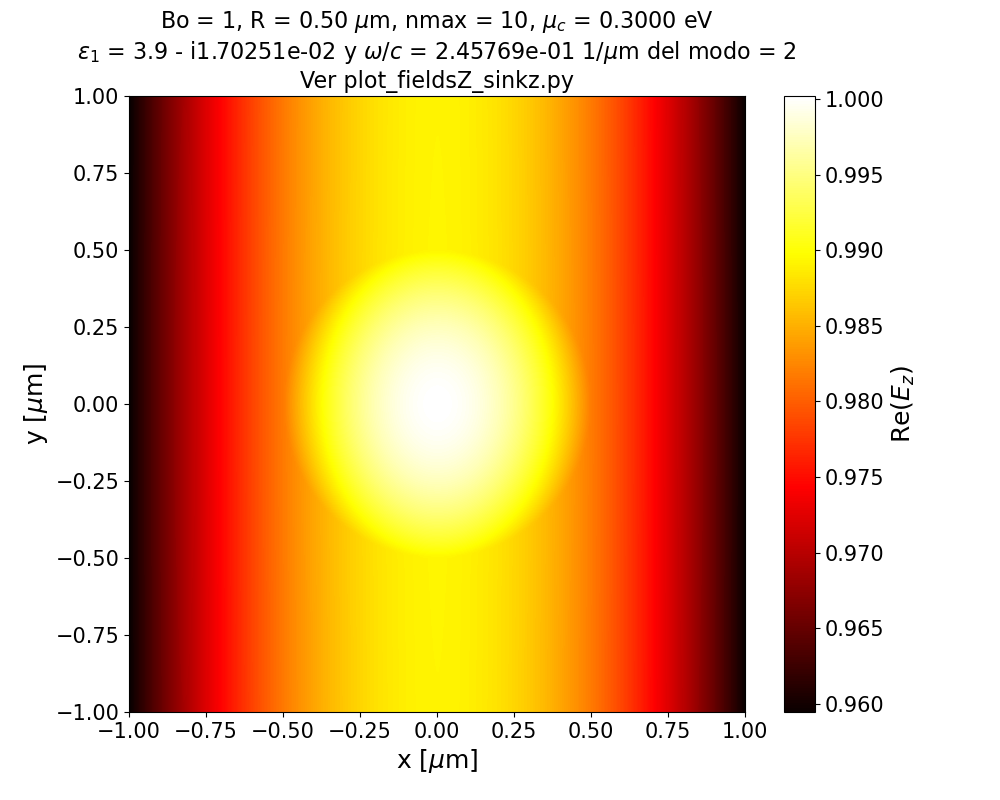 Bo = 1, R = 0.50 μm, nmax = 10, μc = 0.3000 eV
ε1 = 3.9 - i1.70251e-02 y ω/c = 2.45769e-01 1/μm del modo = 2
Ver plot_fieldsZ_sinkz.py
1.00
0.75
0.50
0.25
0.00
−0.25
−0.50
−0.75
−1.00
y [μm]
−1.00 −0.75 −0.50 −0.25 0.00 0.25 0.50 0.75 1.00
x [μm]
1.000
0.995
0.990
0.985
0.980
0.975
0.970
0.965
0.960
Re(Ez)